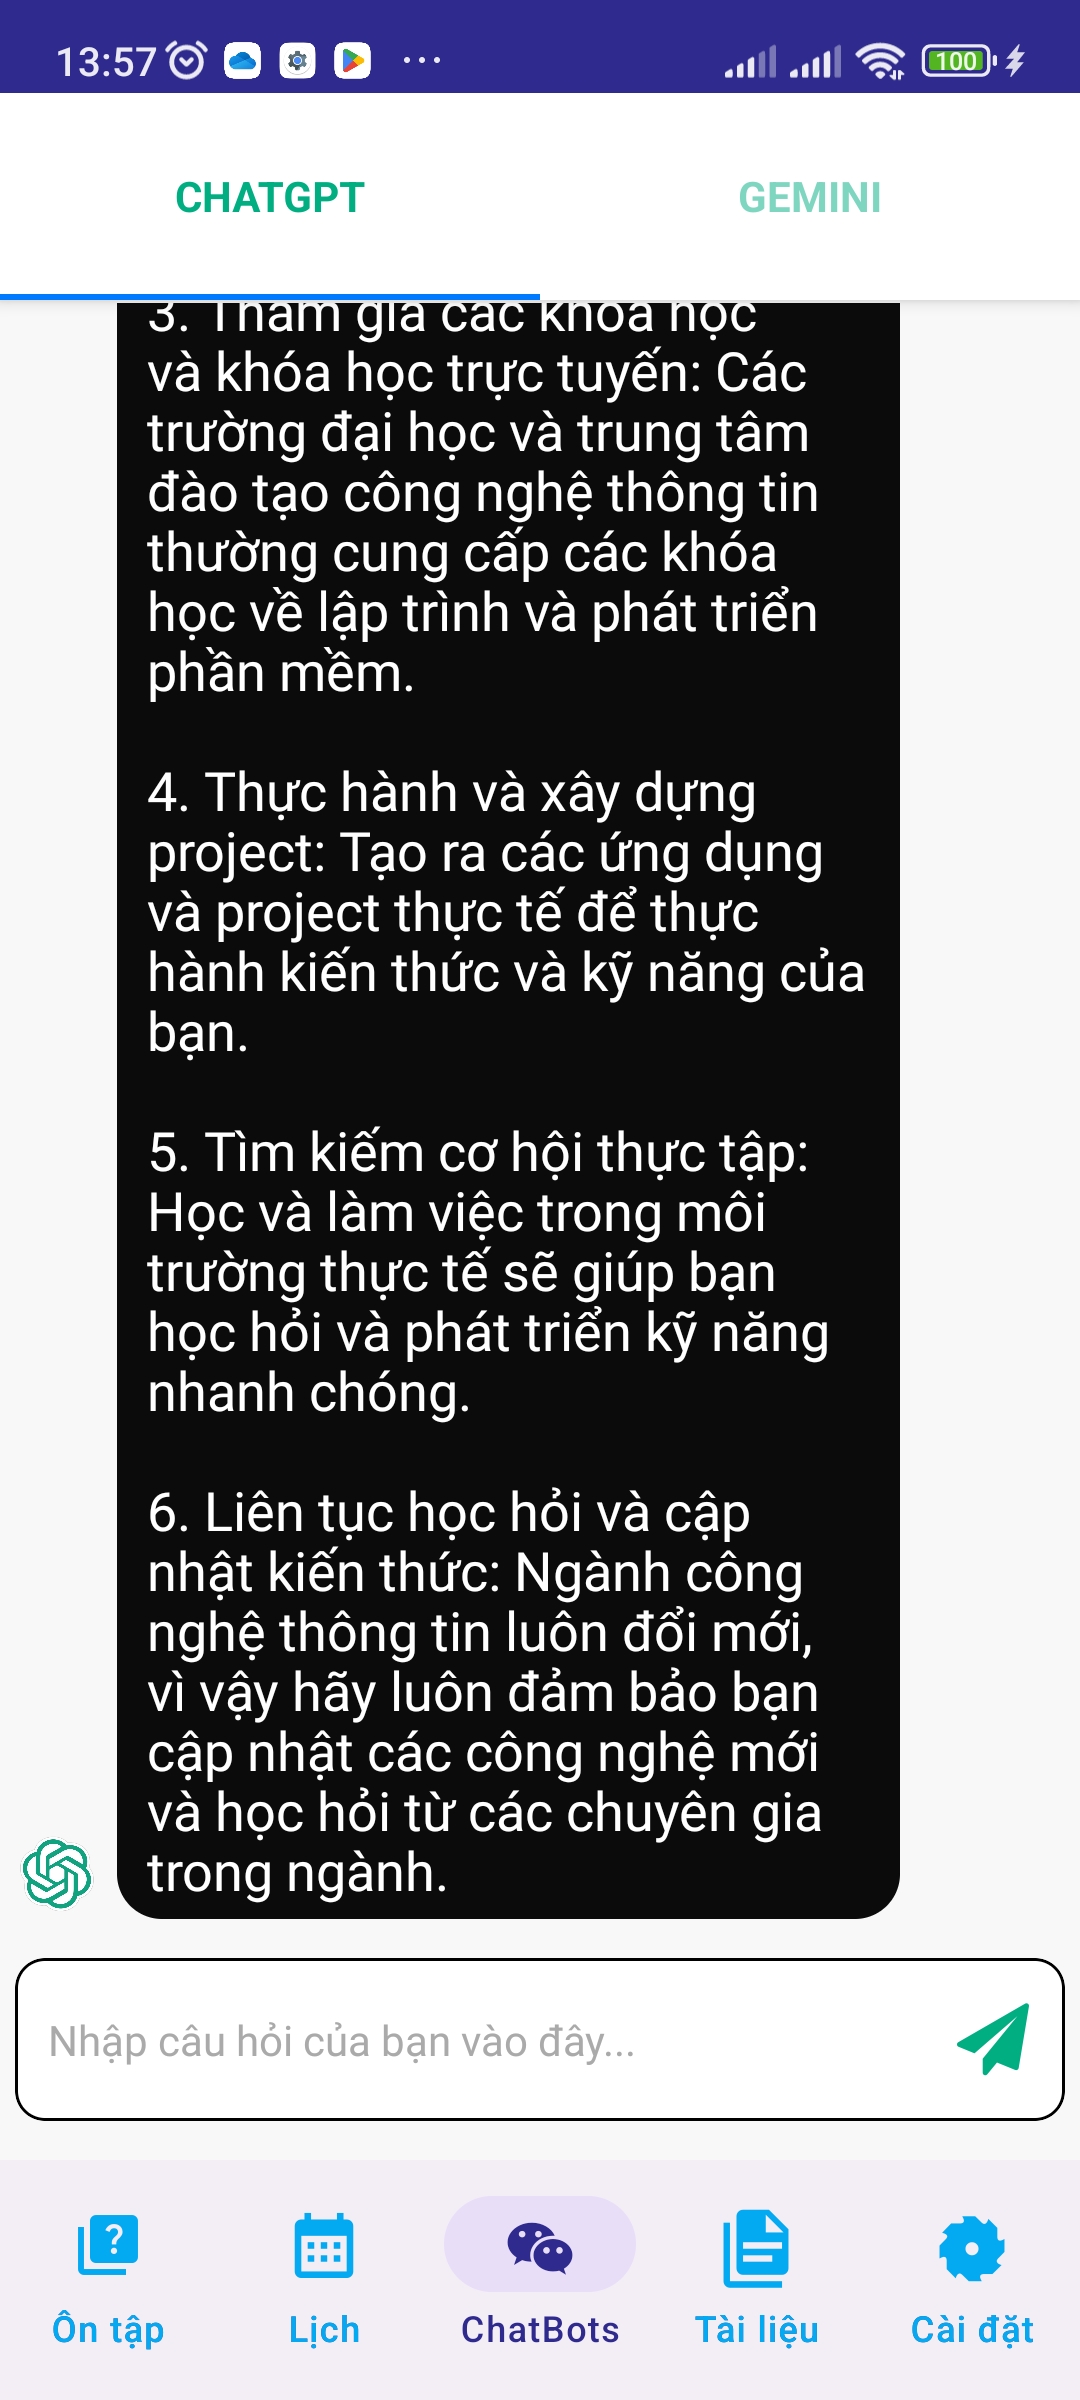 13:57
100
CHATGPT
GEMINI
3. Tham gia các khóa học
và khóa học trực tuyến: Các
trường đại học và trung tâm
đào tạo công nghệ thông tin
thường cung cấp các khóa
học về lập trình và phát triển
phần mềm.
4. Thực hành và xây dựng
project: Tạo ra các ứng dụng
và project thực tế để thực
hành kiến thức và kỹ năng của
bạn.
5. Tìm kiếm cơ hội thực tập:
Học và làm việc trong môi
trường thực tế sẽ giúp bạn
học hỏi và phát triển kỹ năng
nhanh chóng.
6. Liên tục học hỏi và cập
nhật kiến thức: Ngành công
nghệ thông tin luôn đổi mới,
vì vậy hãy luôn đảm bảo bạn
cập nhật các công nghệ mới
và học hỏi từ các chuyên gia
trong ngành.
Nhập câu hỏi của bạn vào đây...
Ôn tập
Lịch
ChatBots
Tài liệu
Cài đặt